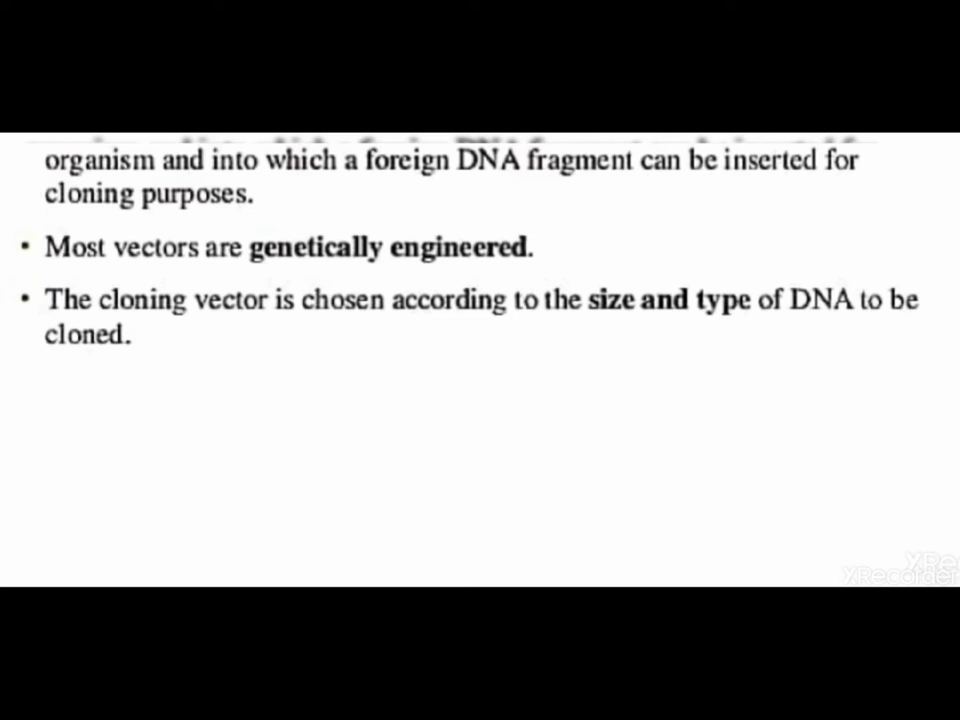 organism and into which a foreign DNA fragment can be inserted for
cloning purposes.
• Most vectors are genetically engineered.
• The cloning vector is chosen according to the size and type of DNA to be
cloned.
XRecorder